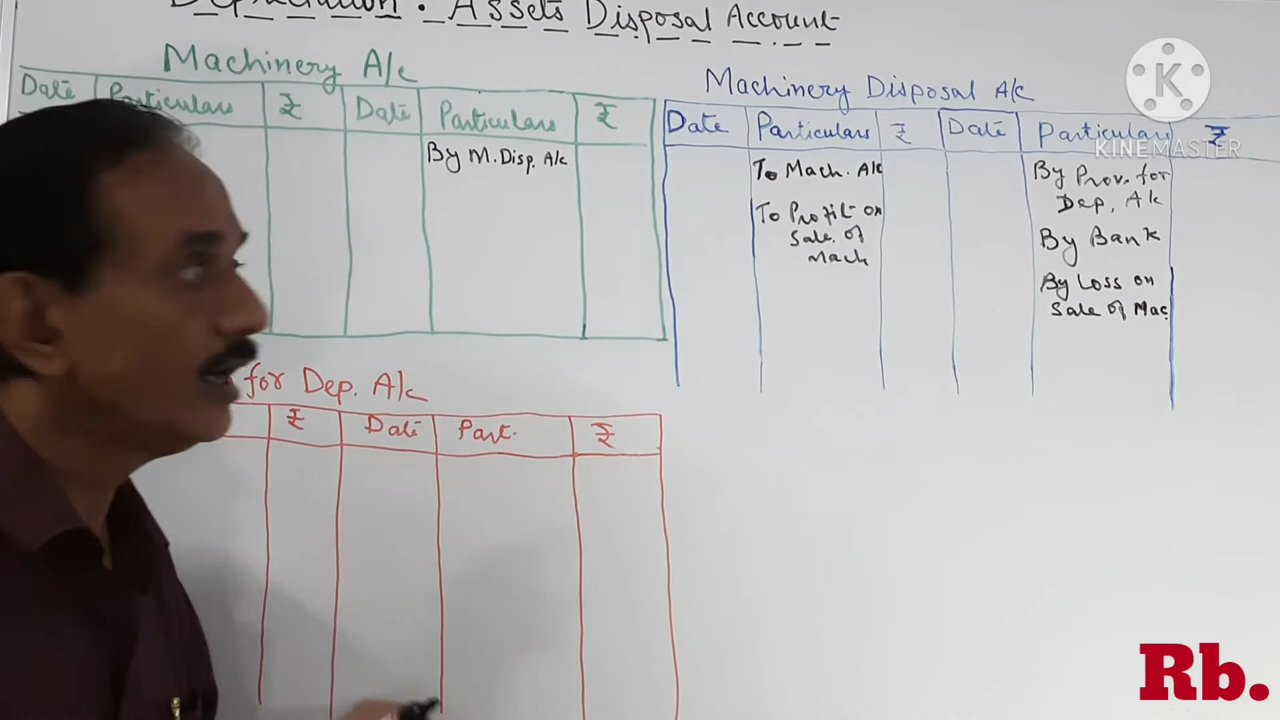 Depreciation. Assets Disposal Account
Machinery A/c
Date Particulars ₹ Date Particulars ₹
By M. Disp. A/c
Machinery Disposal A/c
Date Particulars ₹ Date Particulars ₹
To Mach. A/c
To Profit on
Sale. of
Mach
By Prov. for
Dep. A/c
By Bank
By Loss on
Sale of Mac
for Dep. A/c
₹ Date Part. ₹
K
KINEMASTER
Rb.